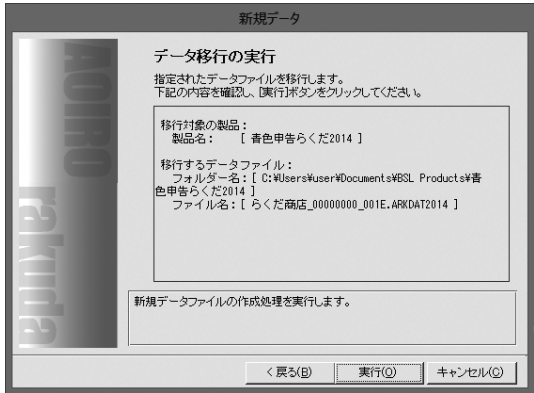 新規データ
AOIRO
rakuda
データ移行の実行
指定されたデータファイルを移行します。
下記の内容を確認し、[実行]ボタンをクリックしてください。
移行対象の製品：
製品名： [ 青色申告らくだ2014 ]
移行するデータファイル：
フォルダー名：[ C:¥Users¥user¥Documents¥BSL Products¥青
色申告らくだ2014 ]
ファイル名：[ らくだ商店_00000000_001E.ARKDAT2014 ]
新規データファイルの作成処理を実行します。
< 戻る(B) 実行(O) キャンセル(C)